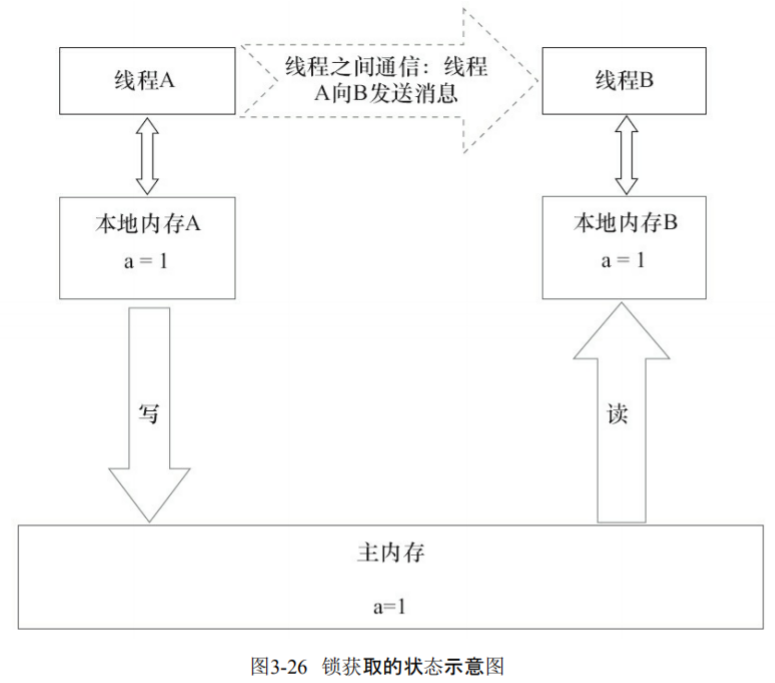 线程A
线程之间通信：线程
A向B发送消息
线程B
本地内存A
a = 1
本地内存B
a = 1
写
读
主内存
a=1
图3-26 锁获取的状态示意图